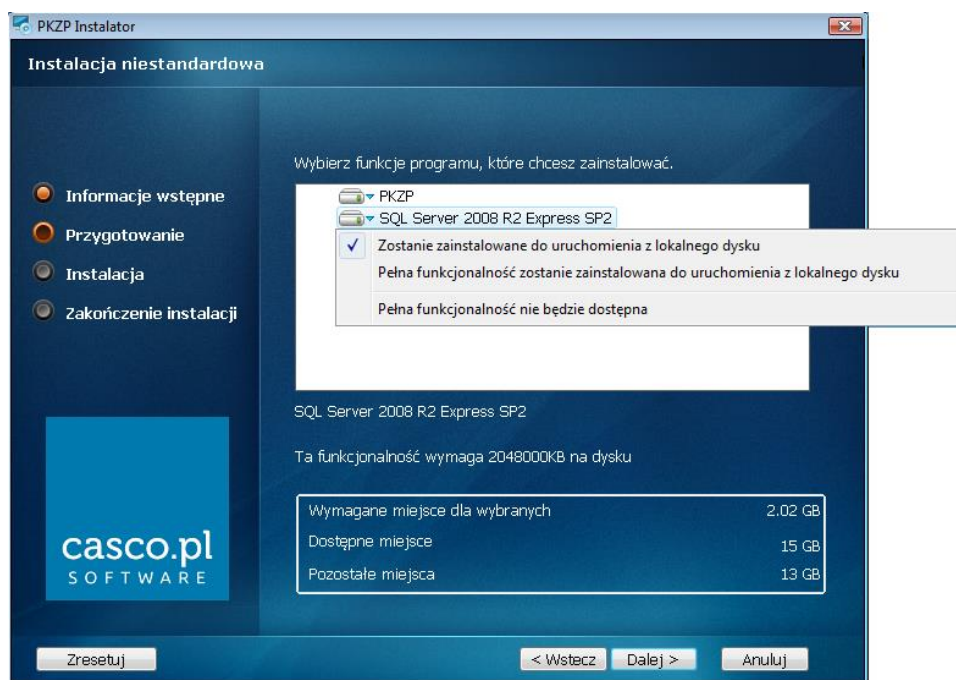 PKZP Instalator
Instalacja niestandardowa
Informacje wstępne
Przygotowanie
Instalacja
Zakończenie instalacji
casco.pl
SOFTWARE
Wybierz funkcje programu, które chcesz zainstalować.
PKZP
SQL Server 2008 R2 Express SP2
Zostanie zainstalowane do uruchomienia z lokalnego dysku
Pełna funkcjonalność zostanie zainstalowana do uruchomienia z lokalnego dysku
Pełna funkcjonalność nie będzie dostępna
SQL Server 2008 R2 Express SP2
Ta funkcjonalność wymaga 2048000KB na dysku
Wymagane miejsce dla wybranych 2.02 GB
Dostępne miejsce 15 GB
Pozostałe miejsca 13 GB
Zresetuj < Wstecz Dalej > Anuluj